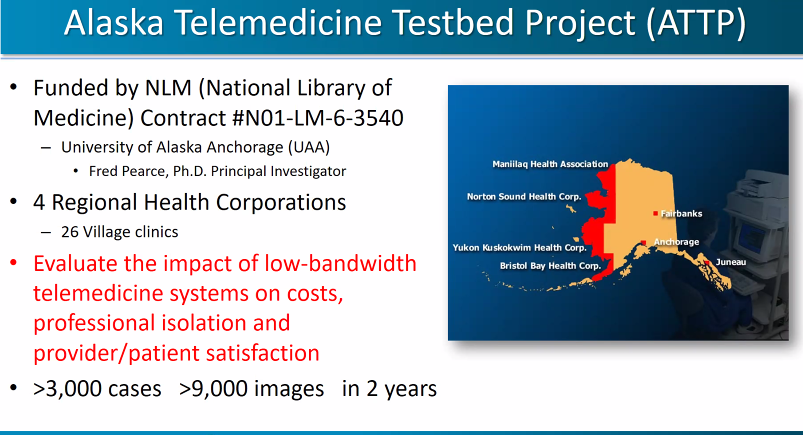 Alaska Telemedicine Testbed Project (ATTP)
• Funded by NLM (National Library of
Medicine) Contract #N01-LM-6-3540
– University of Alaska Anchorage (UAA)
• Fred Pearce, Ph.D. Principal Investigator
• 4 Regional Health Corporations
– 26 Village clinics
• Evaluate the impact of low-bandwidth
telemedicine systems on costs,
professional isolation and
provider/patient satisfaction
• >3,000 cases >9,000 images in 2 years
Maniilaq Health Association
Norton Sound Health Corp.
Fairbanks
Yukon Kuskokwim Health Corp.
Anchorage
Bristol Bay Health Corp.
Juneau